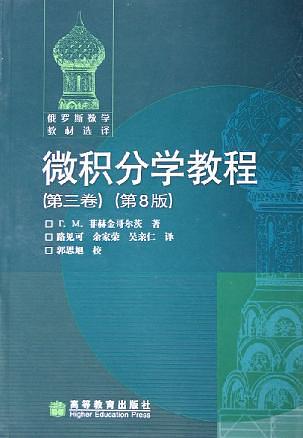 俄罗斯数学
教材选译
微积分学教程
(第三卷) (第8版)
Г. М. 菲赫金哥尔茨 著
路见可 余家荣 吴亲仁 译
郭思旭 校
高等教育出版社
Higher Education Press